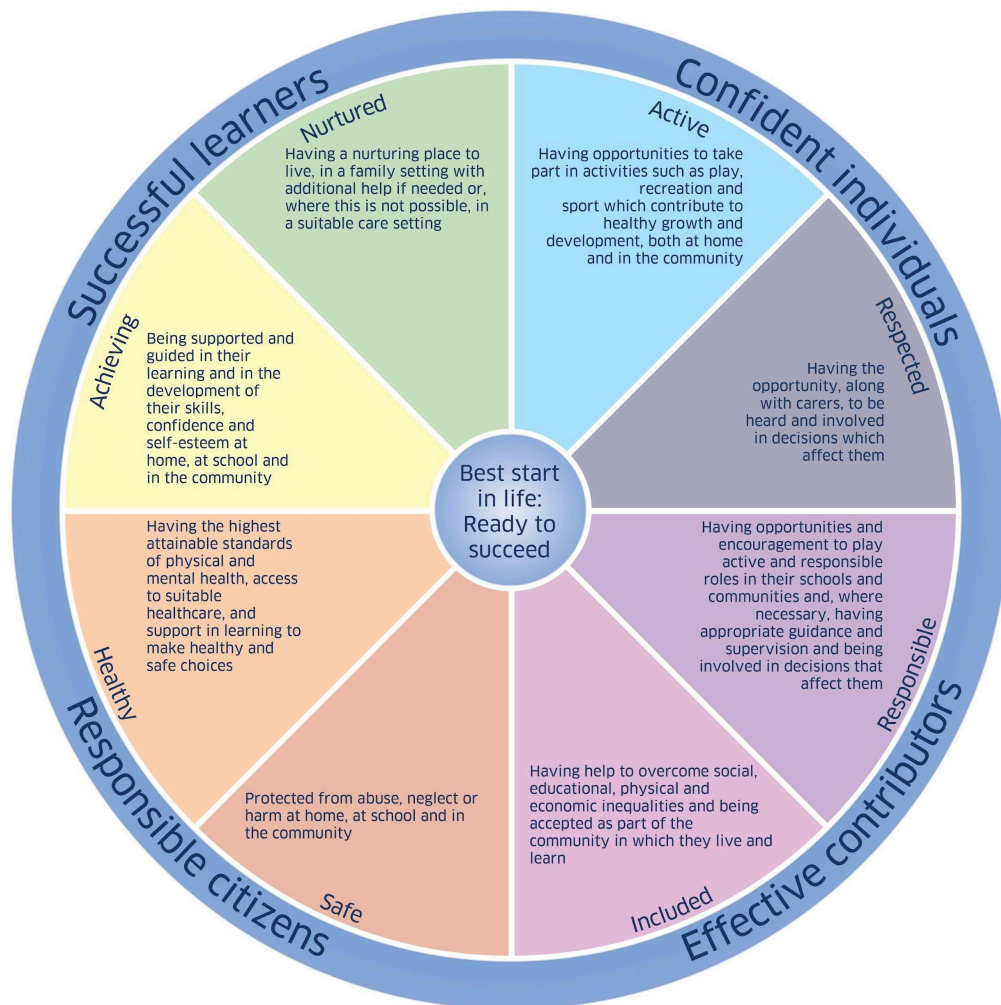 Successful learners
Confident individuals
Nurtured
Having a nurturing place to
live, in a family setting with
additional help if needed or,
where this is not possible, in
a suitable care setting
Active
Having opportunities to take
part in activities such as play,
recreation and
sport which contribute to
healthy growth and
development, both at home
and in the community
Achieving
Being supported and
guided in their
learning and in the
development of
their skills,
confidence and
self-esteem at
home, at school and
in the community
Respected
Having the
opportunity, along
with carers, to be
heard and involved
in decisions which
affect them
Best start
in life:
Ready to
succeed
Healthy
Having the highest
attainable standards
of physical and
mental health, access
to suitable
healthcare, and
support in learning to
make healthy and
safe choices
Responsible
Having opportunities and
encouragement to play
active and responsible
roles in their schools and
communities and, where
necessary, having
appropriate guidance and
supervision and being
involved in decisions that
affect them
Safe
Protected from abuse, neglect or
harm at home, at school and in
the community
Included
Having help to overcome social,
educational, physical and
economic inequalities and being
accepted as part of the
community in which they live and
learn
Responsible citizens
Effective contributors